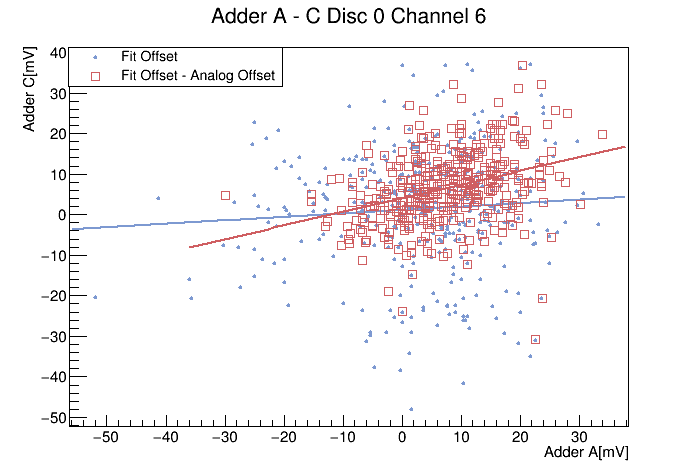 Adder A - C Disc 0 Channel 6
Adder C[mV]
Fit Offset
Fit Offset - Analog Offset
40
30
20
10
0
−10
−20
−30
−40
−50
−50 −40 −30 −20 −10 0 10 20 30
Adder A[mV]